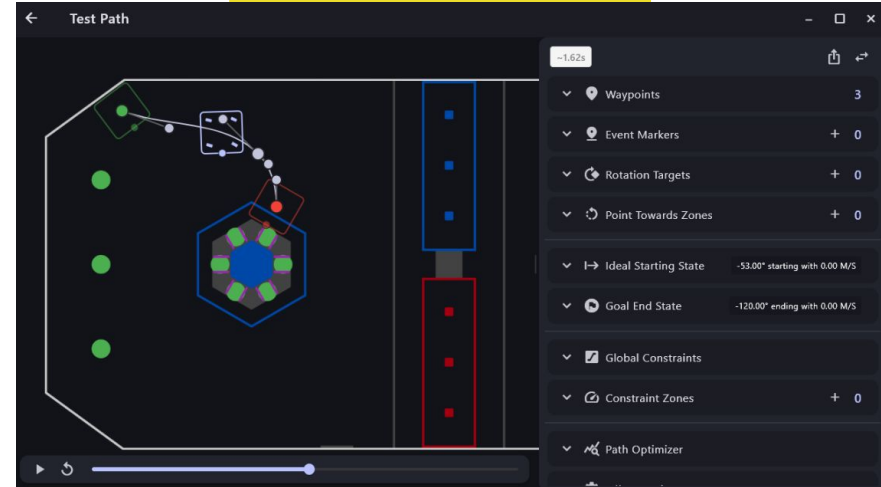 Test Path
~1.62s
Waypoints 3
Event Markers + 0
Rotation Targets + 0
Point Towards Zones + 0
Ideal Starting State -53.00° starting with 0.00 M/S
Goal End State -120.00° ending with 0.00 M/S
Global Constraints
Constraint Zones + 0
Path Optimizer